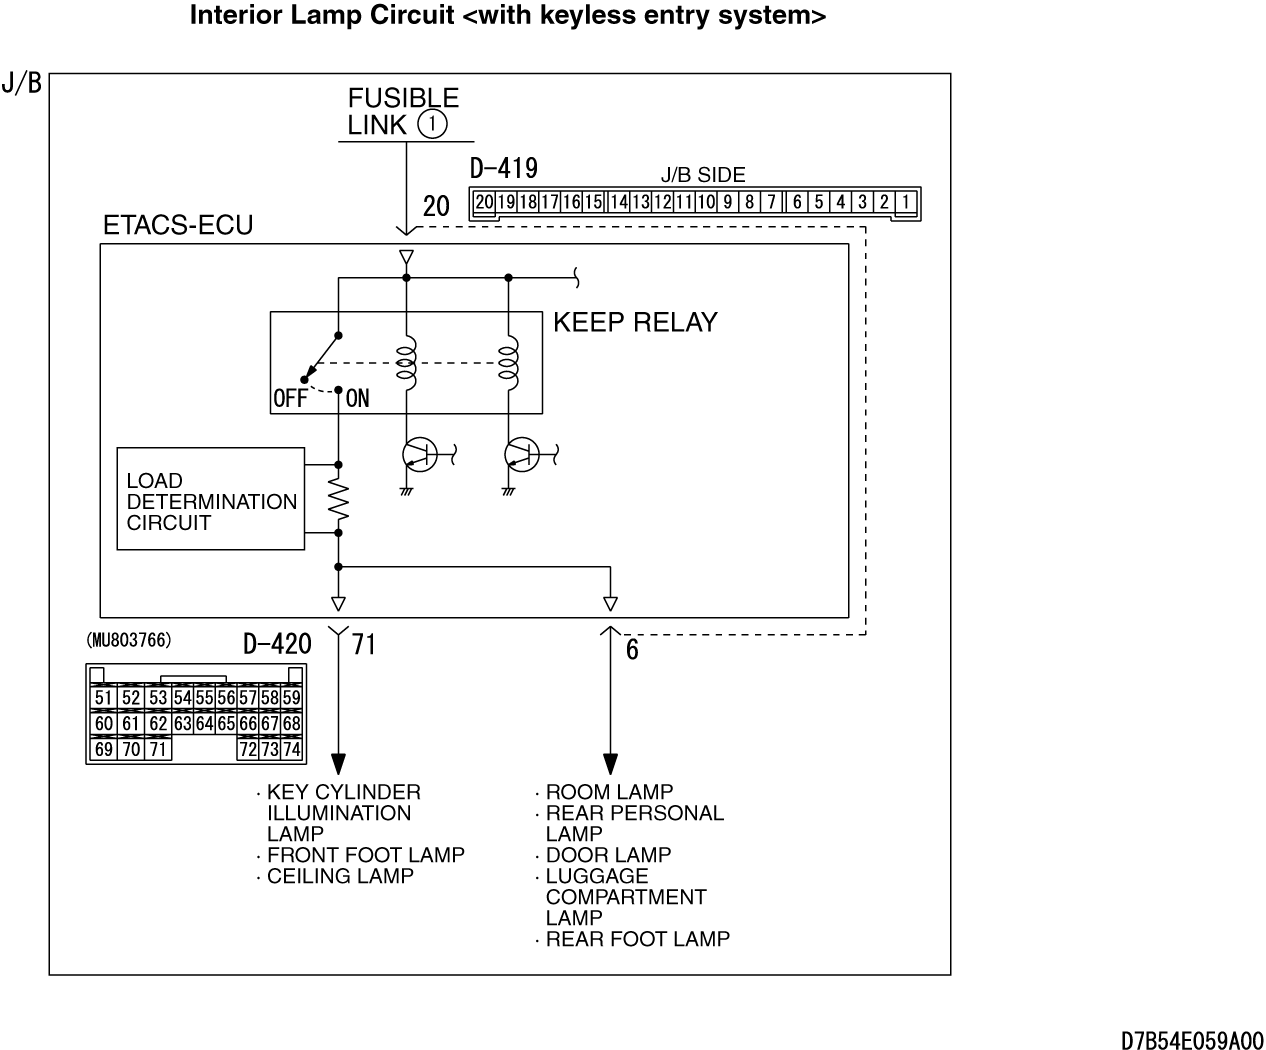 Interior Lamp Circuit <with keyless entry system>
J/B
FUSIBLE
LINK 1
D-419
J/B SIDE
20 19 18 17 16 15 14 13 12 11 10 9 8 7 6 5 4 3 2 1
20
ETACS-ECU
KEEP RELAY
OFF ON
LOAD
DETERMINATION
CIRCUIT
(MU803766)
D-420 71
6
51 52 53 54 55 56 57 58 59
60 61 62 63 64 65 66 67 68
69 70 71 72 73 74
· KEY CYLINDER
ILLUMINATION
LAMP
· FRONT FOOT LAMP
· CEILING LAMP
· ROOM LAMP
· REAR PERSONAL
LAMP
· DOOR LAMP
· LUGGAGE
COMPARTMENT
LAMP
· REAR FOOT LAMP
D7B54E059A00